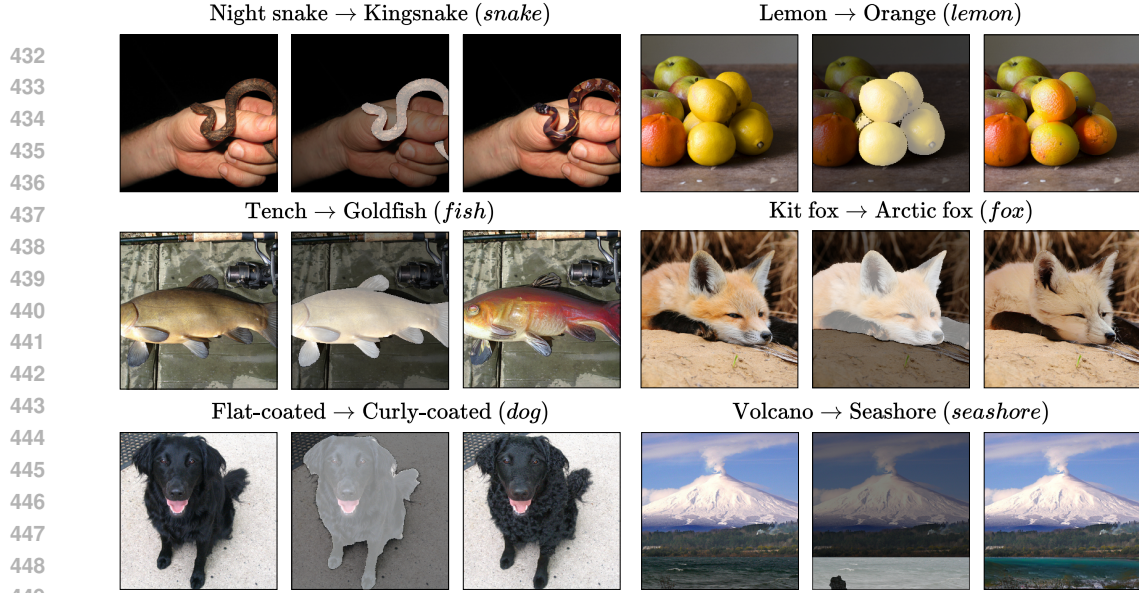 Night snake → Kingsnake (snake)
Lemon → Orange (lemon)
432
433
434
435
436
437
Tench → Goldfish (fish)
Kit fox → Arctic fox (fox)
438
439
440
441
442
443
Flat-coated → Curly-coated (dog)
Volcano → Seashore (seashore)
444
445
446
447
448